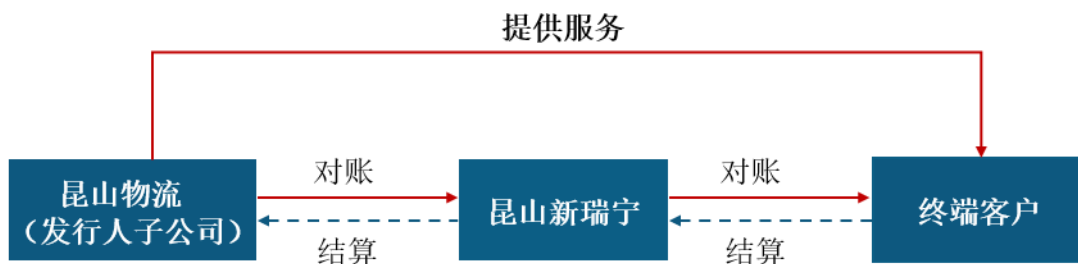 提供服务
对账
对账
昆山物流
（发行人子公司）
昆山新瑞宁
终端客户
结算
结算